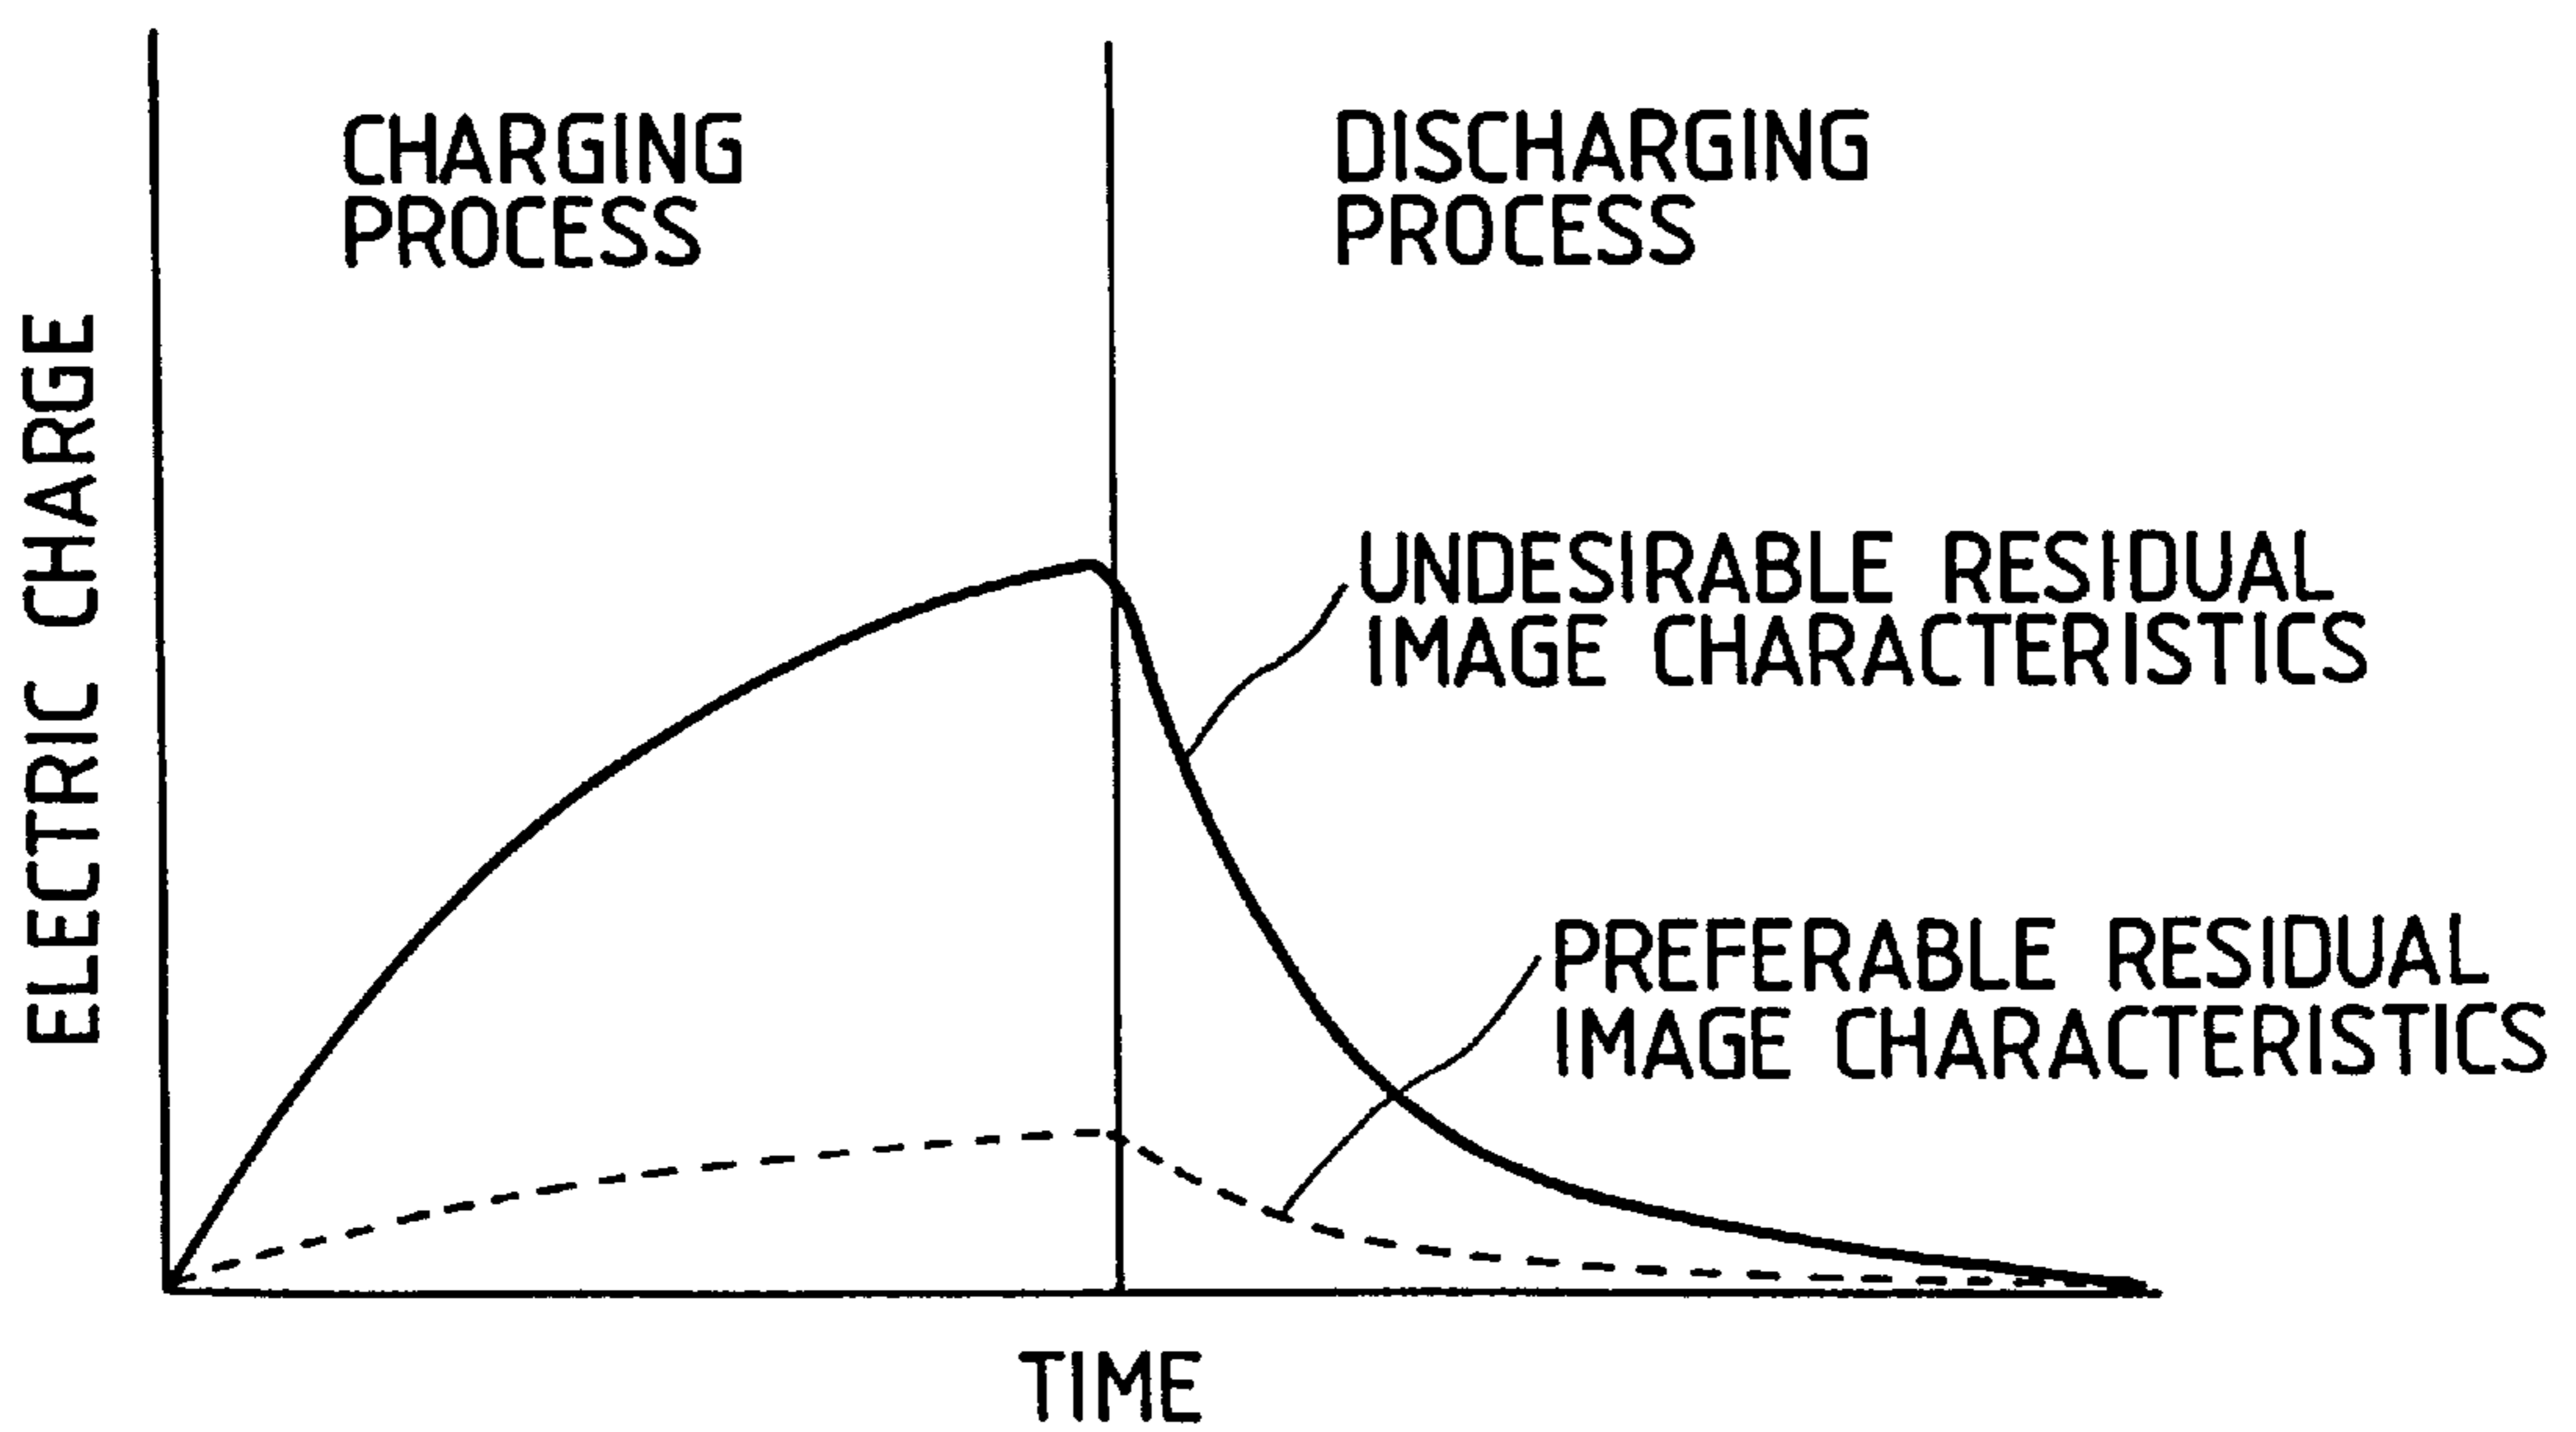 CHARGING
PROCESS
DISCHARGING
PROCESS
ELECTRIC CHARGE
UNDESIRABLE RESIDUAL
IMAGE CHARACTERISTICS
PREFERABLE RESIDUAL
IMAGE CHARACTERISTICS
TIME